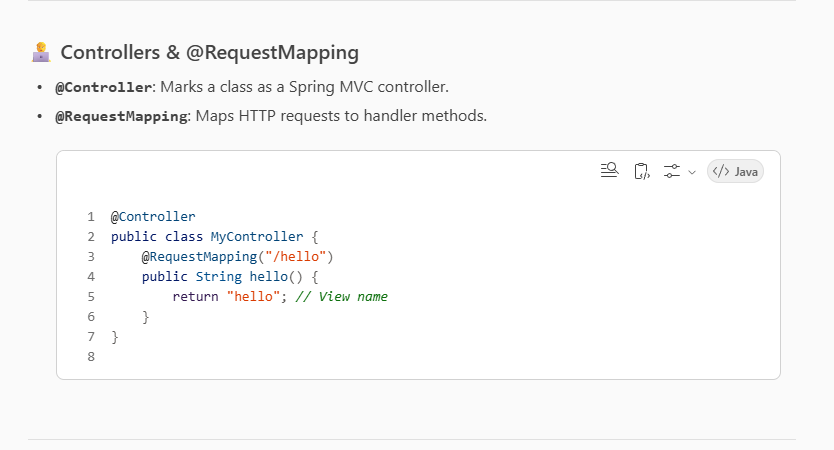 Controllers & @RequestMapping
• @Controller: Marks a class as a Spring MVC controller.
• @RequestMapping: Maps HTTP requests to handler methods.
</> Java
1 @Controller
2 public class MyController {
3     @RequestMapping("/hello")
4     public String hello() {
5         return "hello"; // View name
6     }
7 }
8